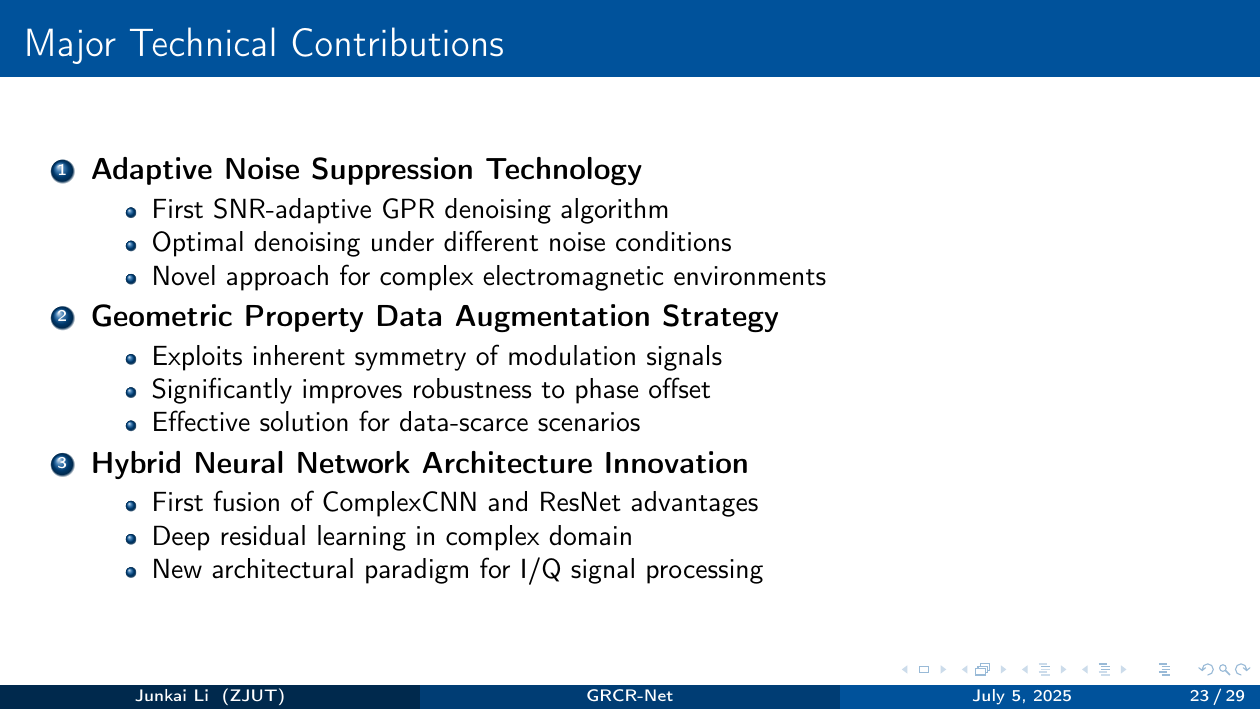 Major Technical Contributions
1 Adaptive Noise Suppression Technology
First SNR-adaptive GPR denoising algorithm
Optimal denoising under different noise conditions
Novel approach for complex electromagnetic environments
2 Geometric Property Data Augmentation Strategy
Exploits inherent symmetry of modulation signals
Significantly improves robustness to phase offset
Effective solution for data-scarce scenarios
3 Hybrid Neural Network Architecture Innovation
First fusion of ComplexCNN and ResNet advantages
Deep residual learning in complex domain
New architectural paradigm for I/Q signal processing
Junkai Li (ZJUT) GRCR-Net July 5, 2025 23 / 29